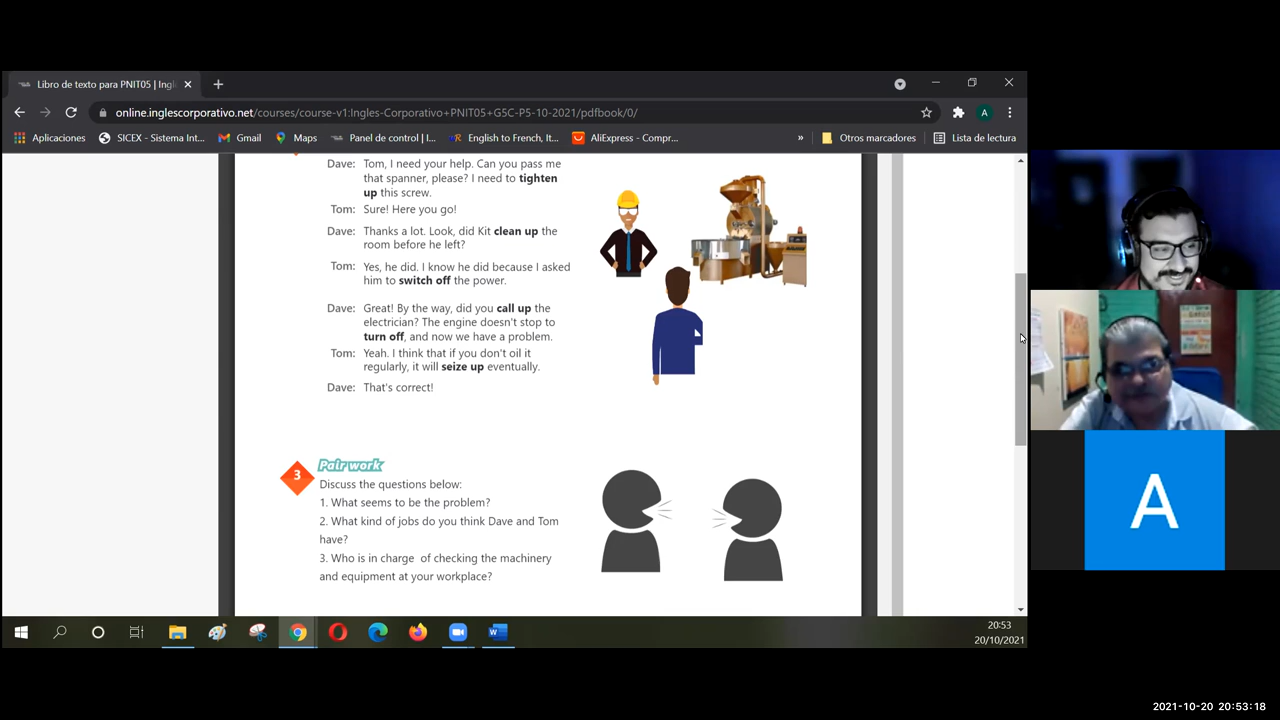 Libro de texto para PNIT05 | Ingl
online.inglescorporativo.net/courses/course-v1:Ingles-Corporativo+PNIT05+G5C-P5-10-2021/pdfbook/0/
Aplicaciones
SICEX - Sistema Int...
Gmail
Maps
Panel de control | I...
English to French, It...
AliExpress - Compr...
»
Otros marcadores
Lista de lectura
Dave: Tom, I need your help. Can you pass me
that spanner, please? I need to tighten
up this screw.
Tom: Sure! Here you go!
Dave: Thanks a lot. Look, did Kit clean up the
room before he left?
Tom: Yes, he did. I know he did because I asked
him to switch off the power.
Dave: Great! By the way, did you call up the
electrician? The engine doesn't stop to
turn off, and now we have a problem.
Tom: Yeah. I think that if you don't oil it
regularly, it will seize up eventually.
Dave: That's correct!
3
Pair work
Discuss the questions below:
1. What seems to be the problem?
2. What kind of jobs do you think Dave and Tom
have?
3. Who is in charge of checking the machinery
and equipment at your workplace?
A
A
20:53
20/10/2021
2021-10-20 20:53:18